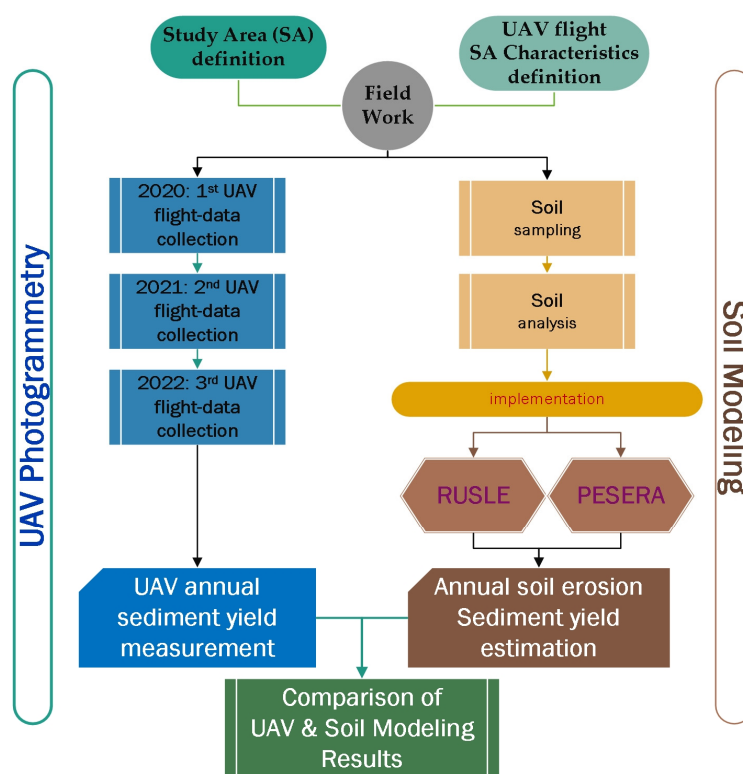 Study Area (SA)
definition
UAV flight
SA Characteristics
definition
Field
Work
UAV Photogrammetry
2020: 1st UAV
flight-data
collection
2021: 2nd UAV
flight-data
collection
2022: 3rd UAV
flight-data
collection
UAV annual
sediment yield
measurement
Soil
sampling
Soil
analysis
implementation
RUSLE
PESERA
Annual soil erosion
Sediment yield
estimation
Soil Modeling
Comparison of
UAV & Soil Modeling
Results